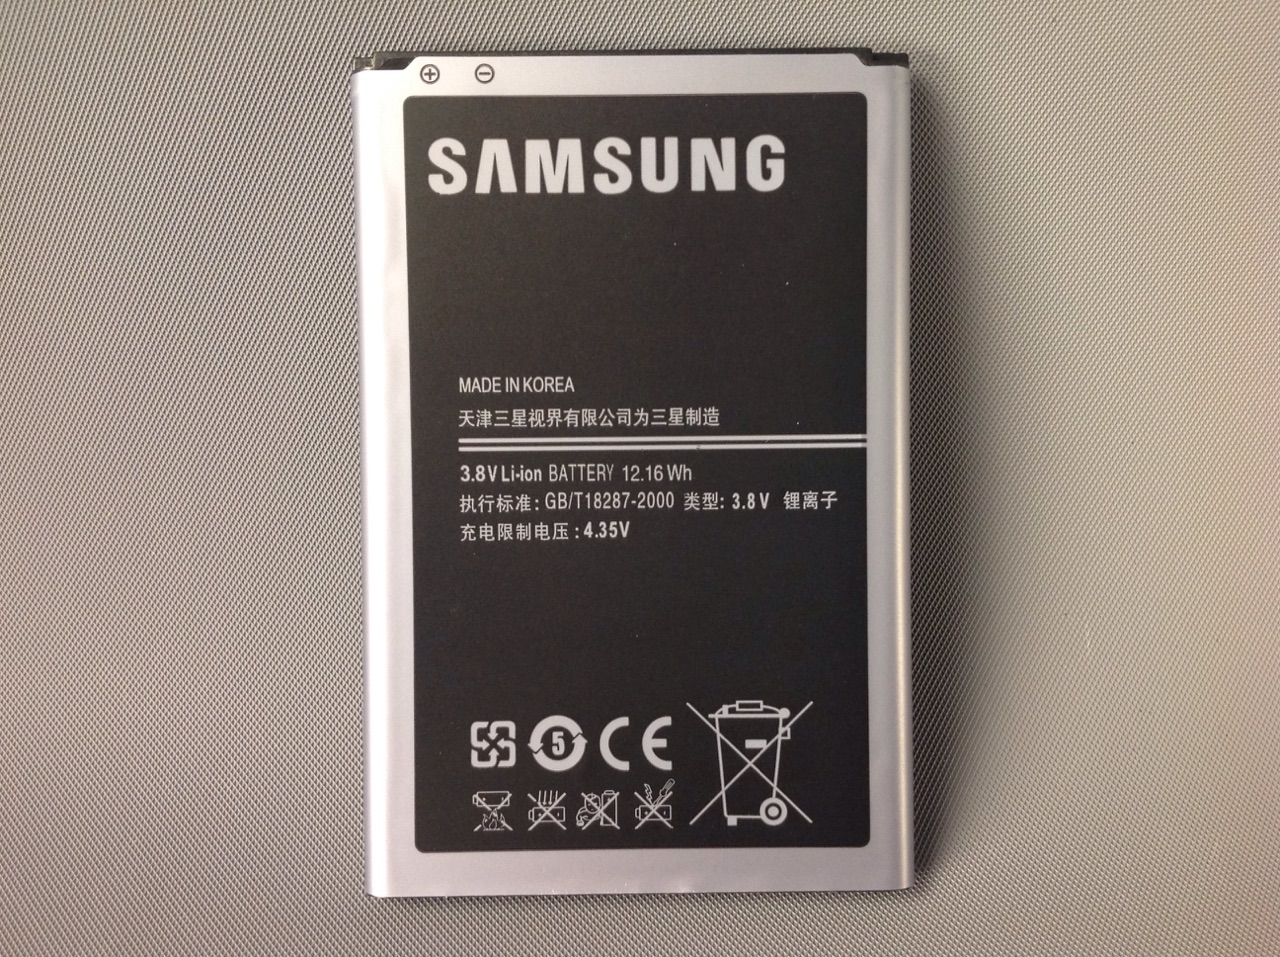 SAMSUNG
MADE IN KOREA
天津三星视界有限公司为三星制造
3.8V Li-ion BATTERY 12.16 Wh
执行标准: GB/T18287-2000 类型: 3.8V 锂离子
充电限制电压: 4.35V
5
CE